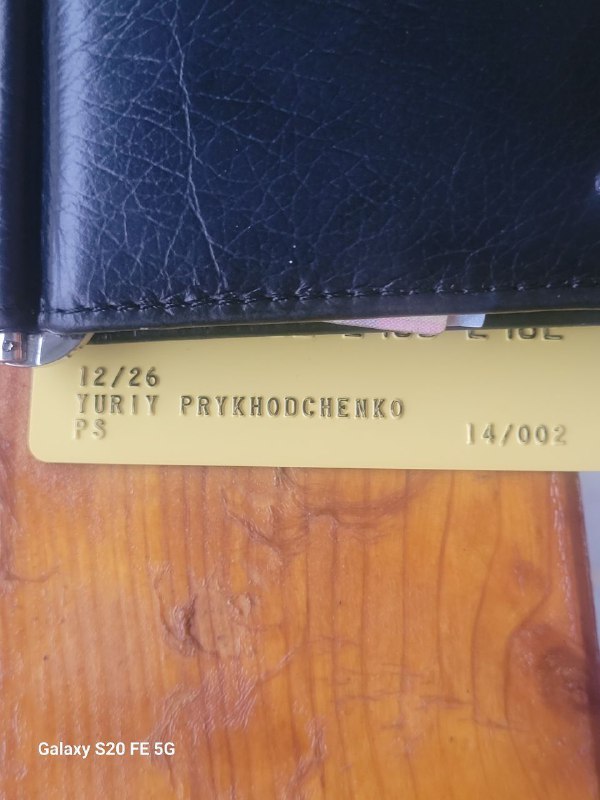 12/26
YURIY PRYKHODCHENKO
PS 14/002
Galaxy S20 FE 5G